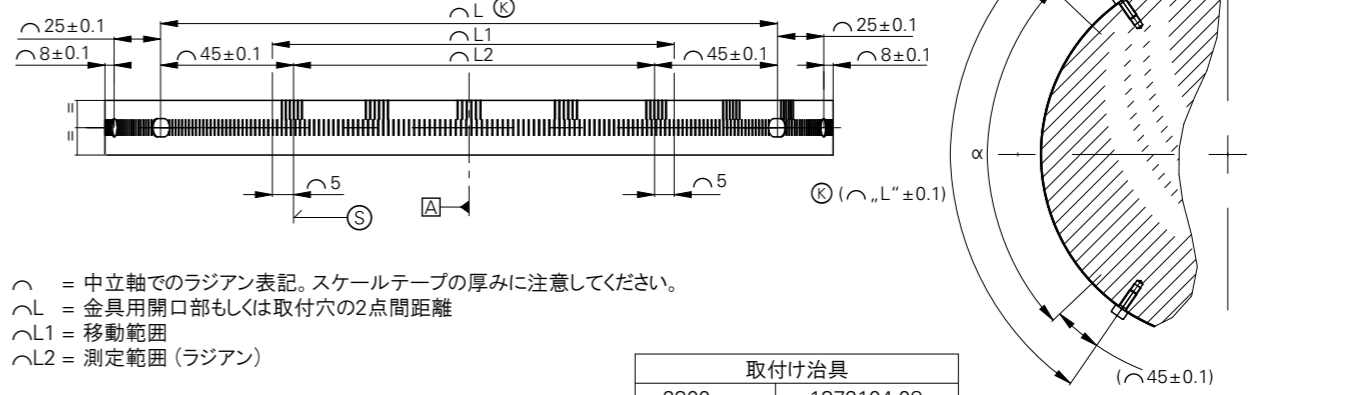 ⌒L Ⓚ
⌒25±0.1
⌒L1
⌒25±0.1
⌒8±0.1
⌒45±0.1
⌒L2
⌒45±0.1
⌒8±0.1
=
=
⌒5
⌒5
Ⓢ
A
Ⓚ (⌒„L“±0.1)
α
(⌒45±0.1)
⌒ = 中立軸でのラジアン表記。スケールテープの厚みに注意してください。
⌒L = 金具用開口部もしくは取付穴の2点間距離
⌒L1 = 移動範囲
⌒L2 = 測定範囲 (ラジアン)
取付け治具